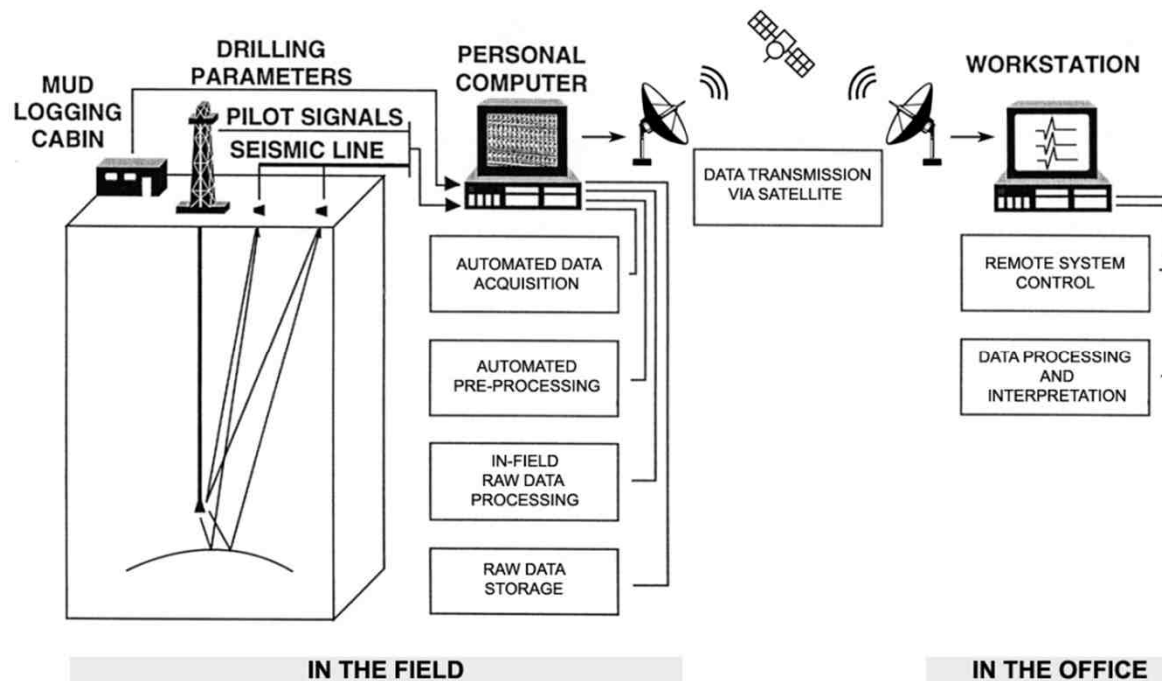 MUD
LOGGING
CABIN
DRILLING
PARAMETERS
PILOT SIGNALS
SEISMIC LINE
PERSONAL
COMPUTER
DATA TRANSMISSION
VIA SATELLITE
WORKSTATION
AUTOMATED DATA
ACQUISITION
AUTOMATED
PRE-PROCESSING
IN-FIELD
RAW DATA
PROCESSING
RAW DATA
STORAGE
REMOTE SYSTEM
CONTROL
DATA PROCESSING
AND
INTERPRETATION
IN THE FIELD
IN THE OFFICE